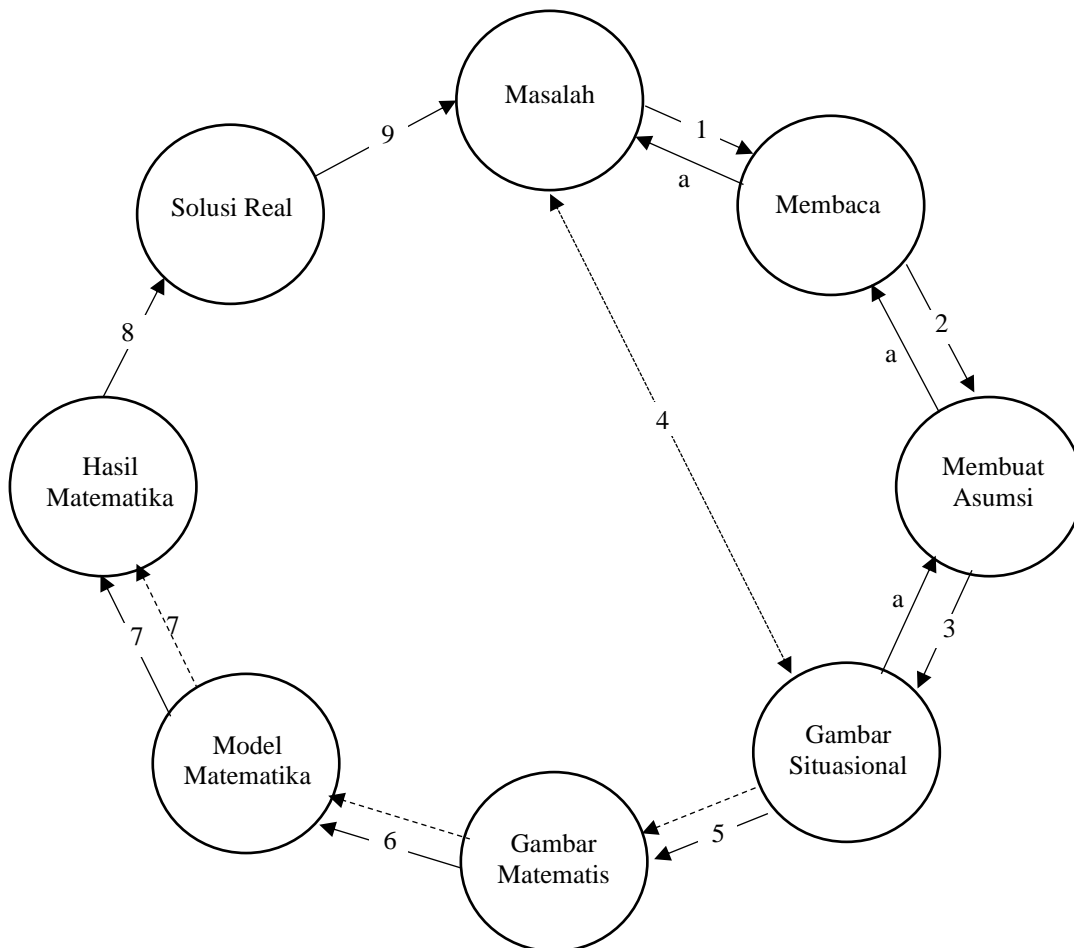 Masalah
1
a
9
Membaca
Solusi Real
2
a
8
4
Membuat
Asumsi
Hasil
Matematika
a
3
7
7
Gambar
Situasional
Model
Matematika
5
6
Gambar
Matematis